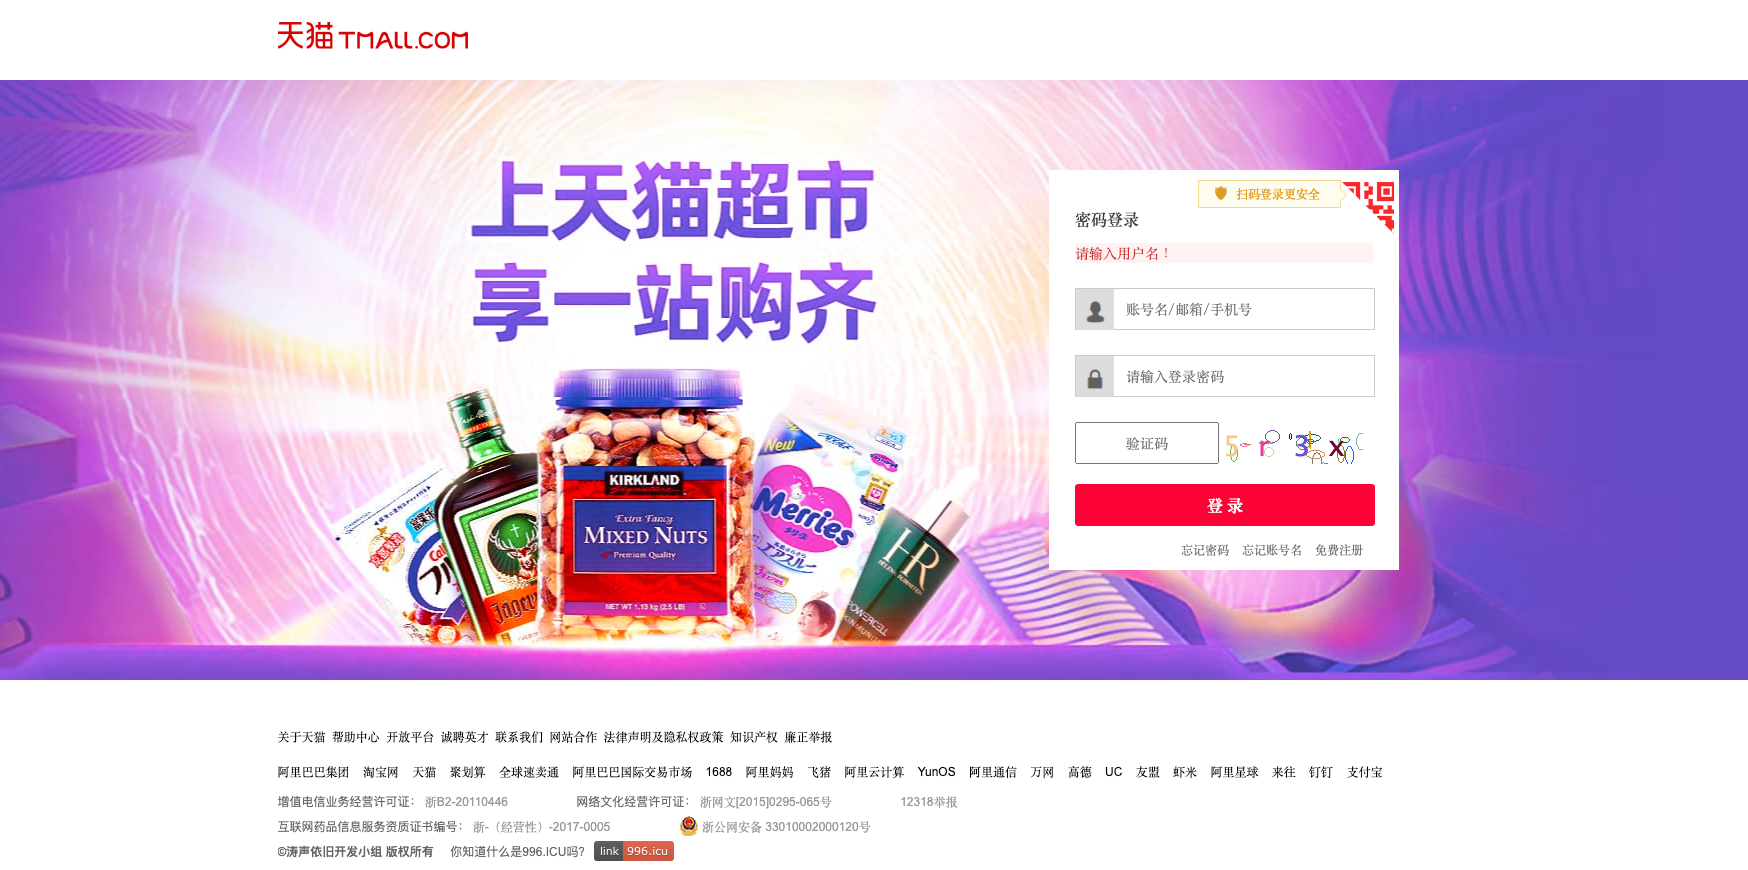 天猫 TMALL.COM
上天猫超市
享一站购齐
扫码登录更安全
密码登录
请输入用户名！
账号名/邮箱/手机号
请输入登录密码
验证码
5 r 3 x
登 录
忘记密码 忘记账号名 免费注册
KIRKLAND
Extra Fancy
MIXED NUTS
Premium Quality
NET WT 1.13 kg (2.5 LB)
New
Merries
エアスルー
HR
HELENA RUBINSTEIN
POWERCELL
Jägerm
关于天猫 帮助中心 开放平台 诚聘英才 联系我们 网站合作 法律声明及隐私权政策 知识产权 廉正举报
阿里巴巴集团 淘宝网 天猫 聚划算 全球速卖通 阿里巴巴国际交易市场 1688 阿里妈妈 飞猪 阿里云计算 YunOS 阿里通信 万网 高德 UC 友盟 虾米 阿里星球 来往 钉钉 支付宝
增值电信业务经营许可证： 浙B2-20110446 网络文化经营许可证： 浙网文[2015]0295-065号 12318举报
互联网药品信息服务资质证书编号： 浙-（经营性）-2017-0005 浙公网安备 33010002000120号
©涛声依旧开发小组 版权所有 你知道什么是996.ICU吗? link 996.icu